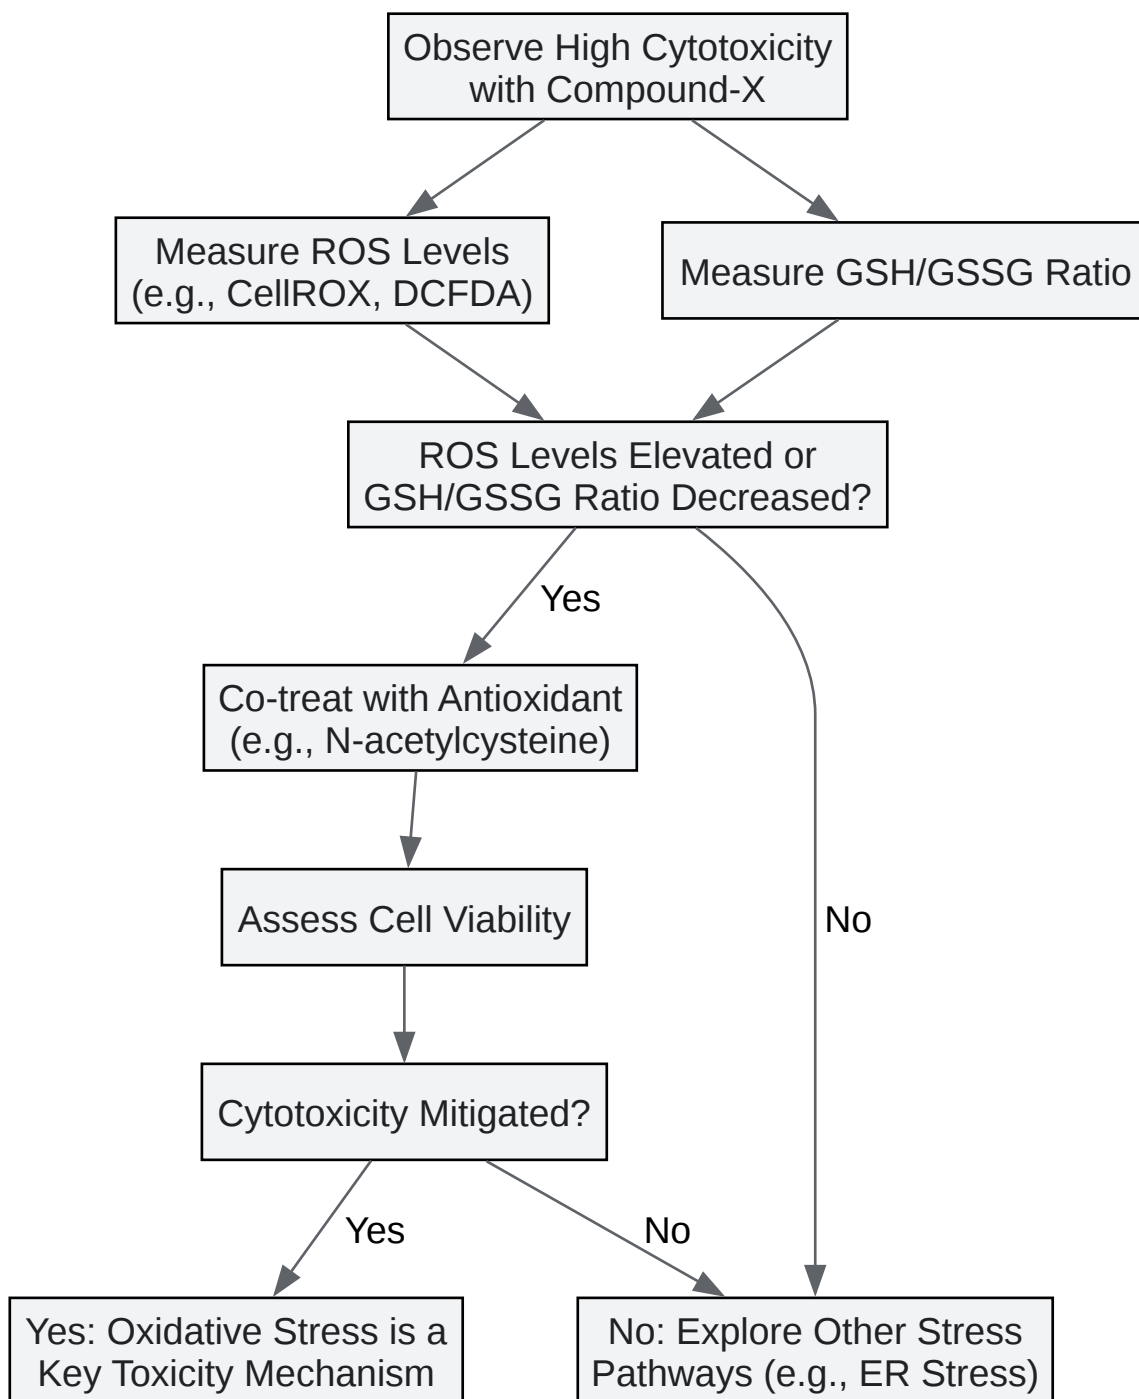 Observe High Cytotoxicity
with Compound-X
Measure ROS Levels
(e.g., CellROX, DCFDA)
Measure GSH/GSSG Ratio
ROS Levels Elevated or
GSH/GSSG Ratio Decreased?
Yes
Co-treat with Antioxidant
(e.g., N-acetylcysteine)
Assess Cell Viability
No
Cytotoxicity Mitigated?
Yes
No
Yes: Oxidative Stress is a
Key Toxicity Mechanism
No: Explore Other Stress
Pathways (e.g., ER Stress)